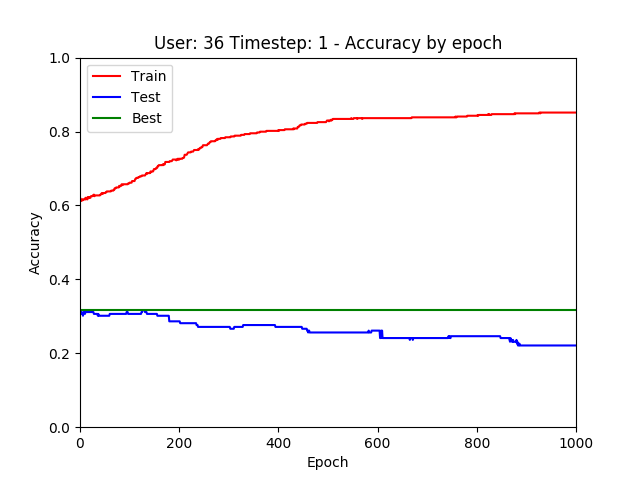 User: 36 Timestep: 1 - Accuracy by epoch
1.0
0.8
0.6
0.4
0.2
0.0
Accuracy
Train
Test
Best
0 200 400 600 800 1000
Epoch